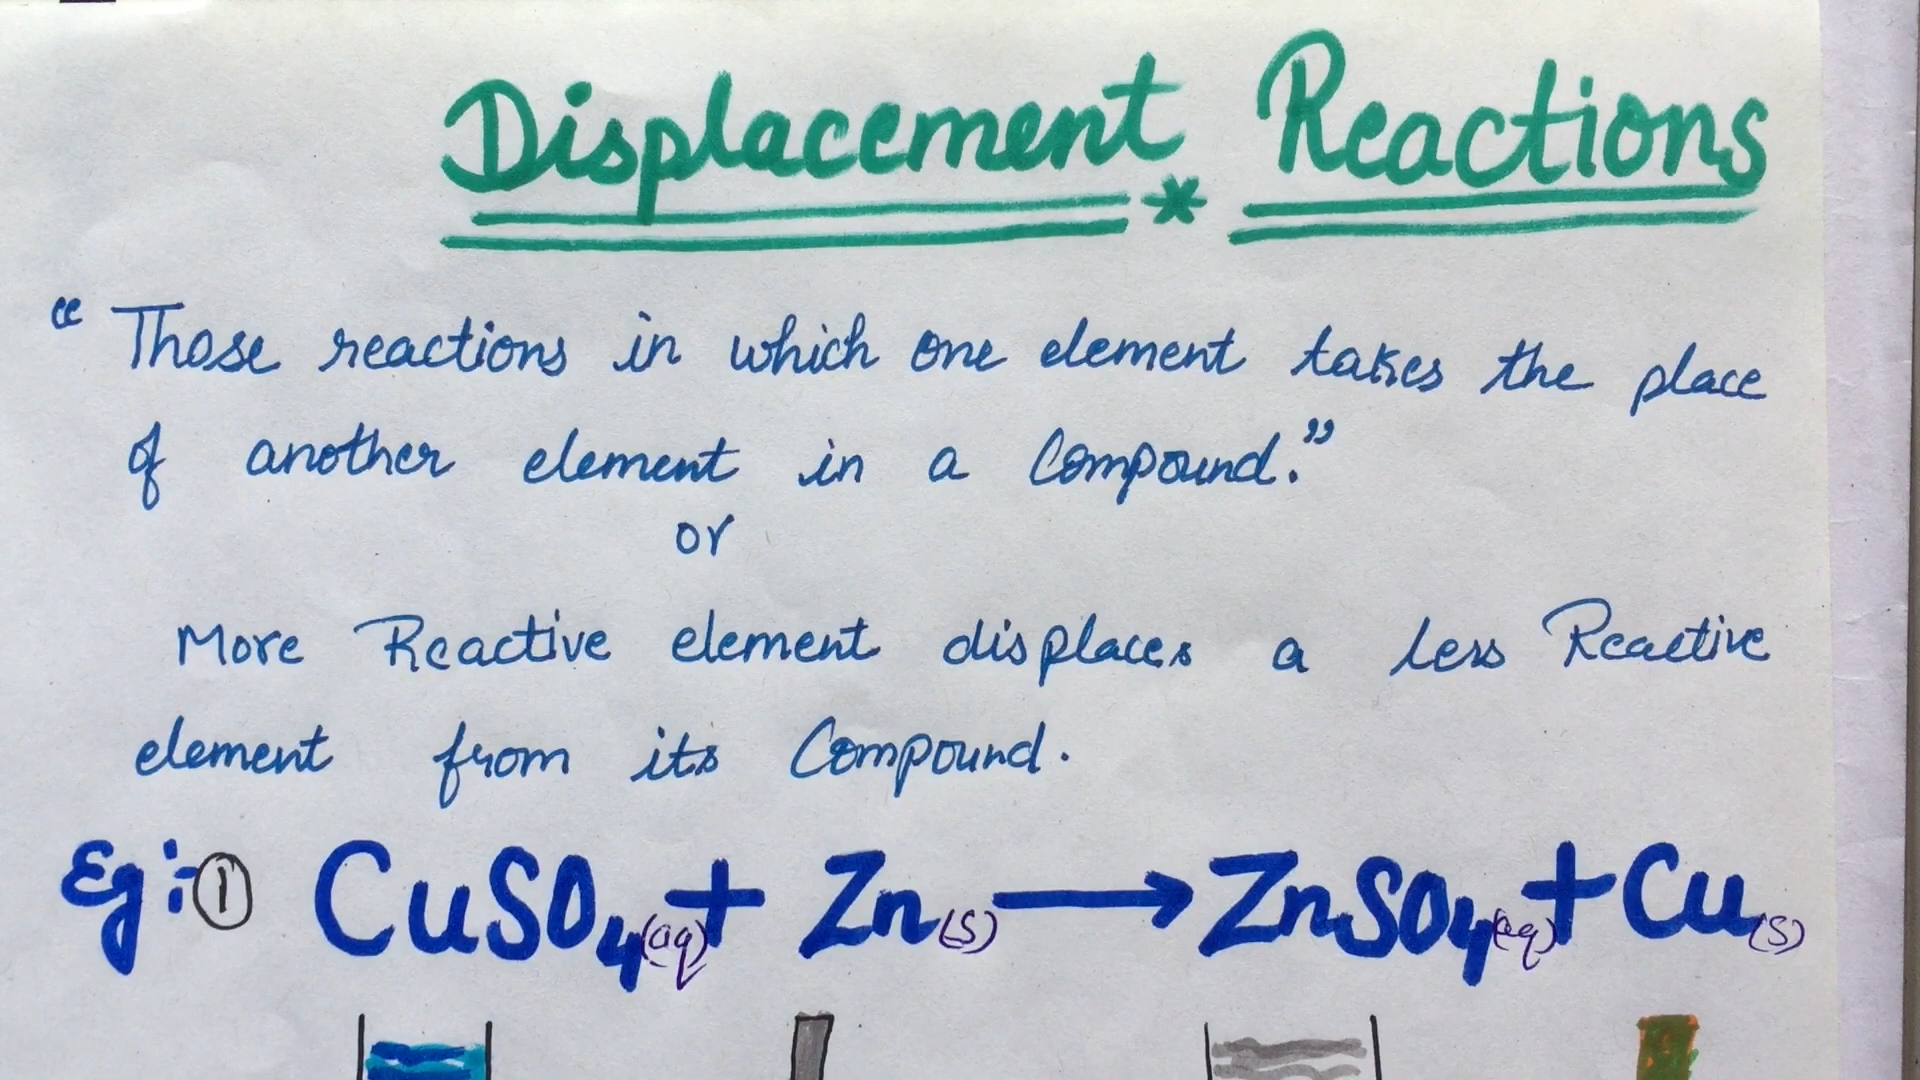 Displacement * Reactions
“ Those reactions in which one element takes the place
of another element in a Compound.”
or
More Reactive element displaces a less Reactive
element from its Compound.
Eg:- ① CuSO₄(aq) + Zn(s) → ZnSO₄(aq) + Cu(s)